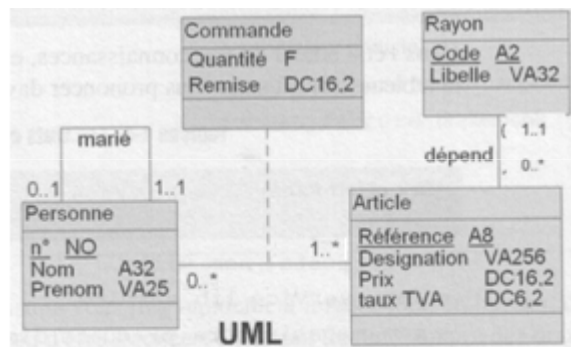 Commande
Quantité F
Remise DC16,2
Rayon
Code A2
Libelle VA32
marié
0..1
1..1
dépend
1..1
0..*
Personne
n° NO
Nom A32
Prenom VA25
0..*
1..*
Article
Référence A8
Designation VA256
Prix DC16,2
taux TVA DC6,2
UML